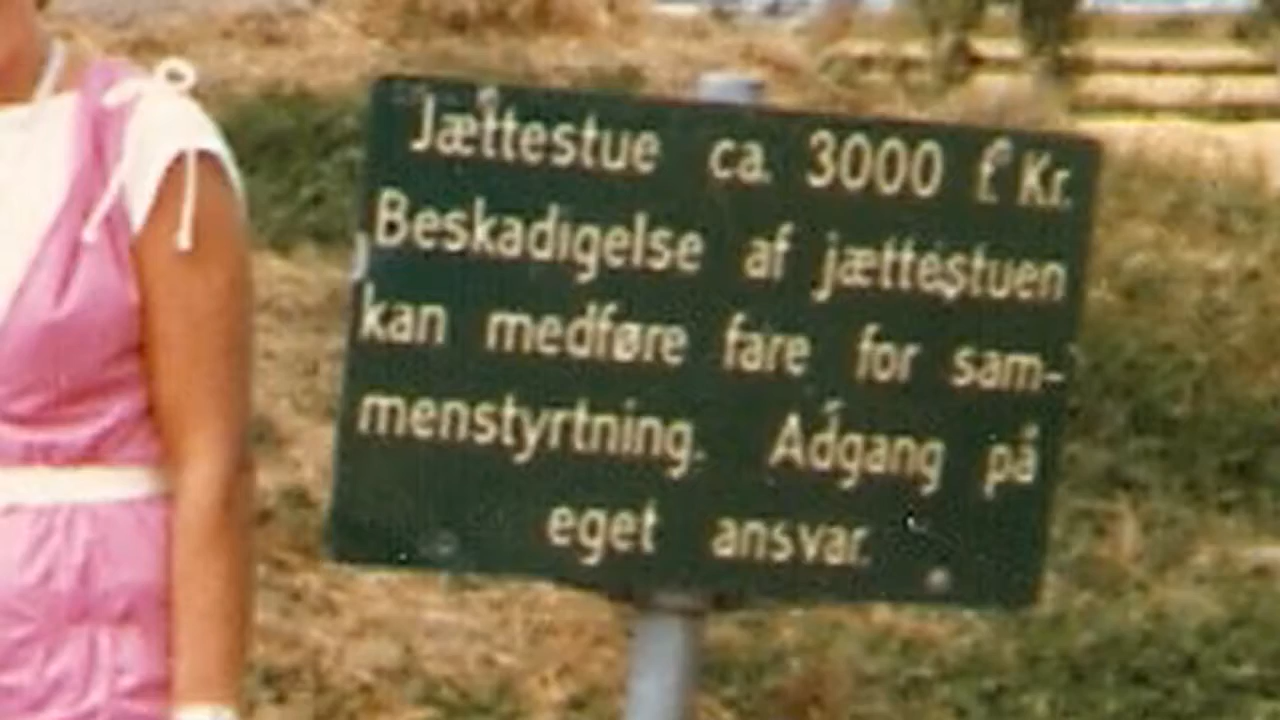 Jættestue ca. 3000 f. Kr.
Beskadigelse af jættestuen
kan medføre fare for sam-
menstyrtning. Adgang på
eget ansvar.